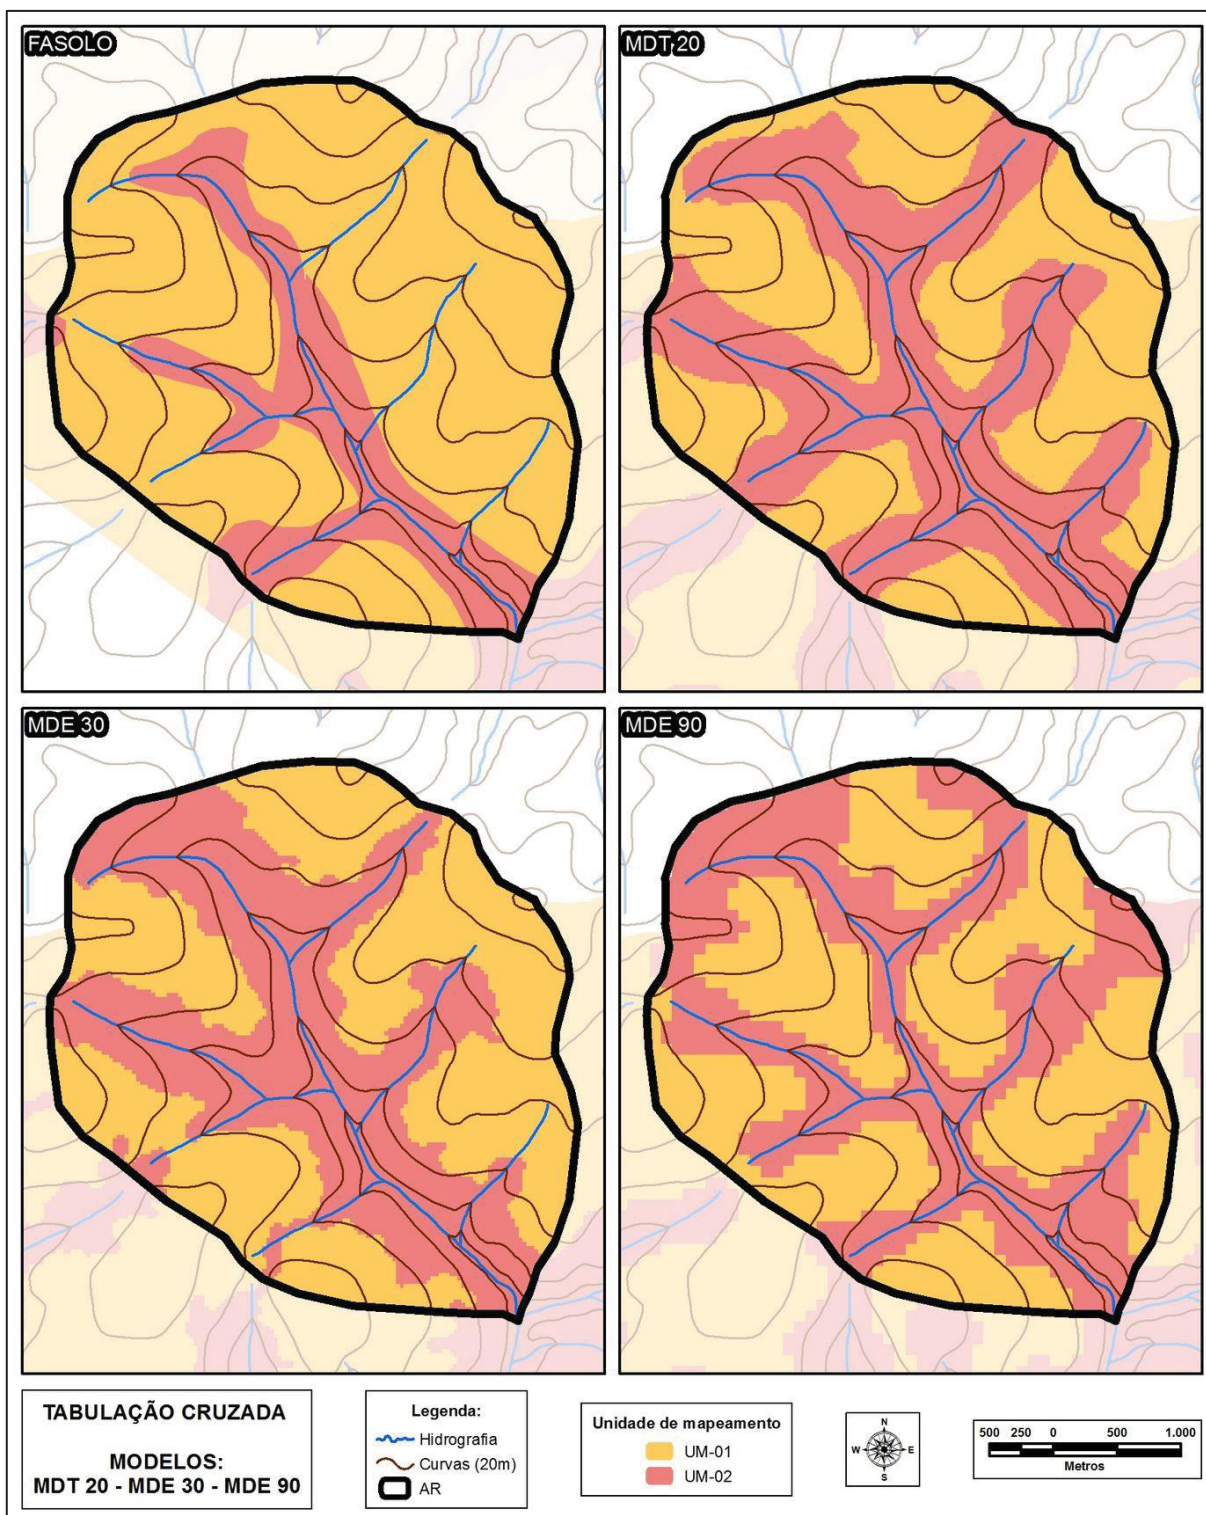 FASOLO
MDT 20
MDE 30
MDE 90
TABULAÇÃO CRUZADA
MODELOS:
MDT 20 - MDE 30 - MDE 90
Legenda:
Hidrografia
Curvas (20m)
AR
Unidade de mapeamento
UM-01
UM-02
N
W E
S
500 250 0 500 1.000
Metros